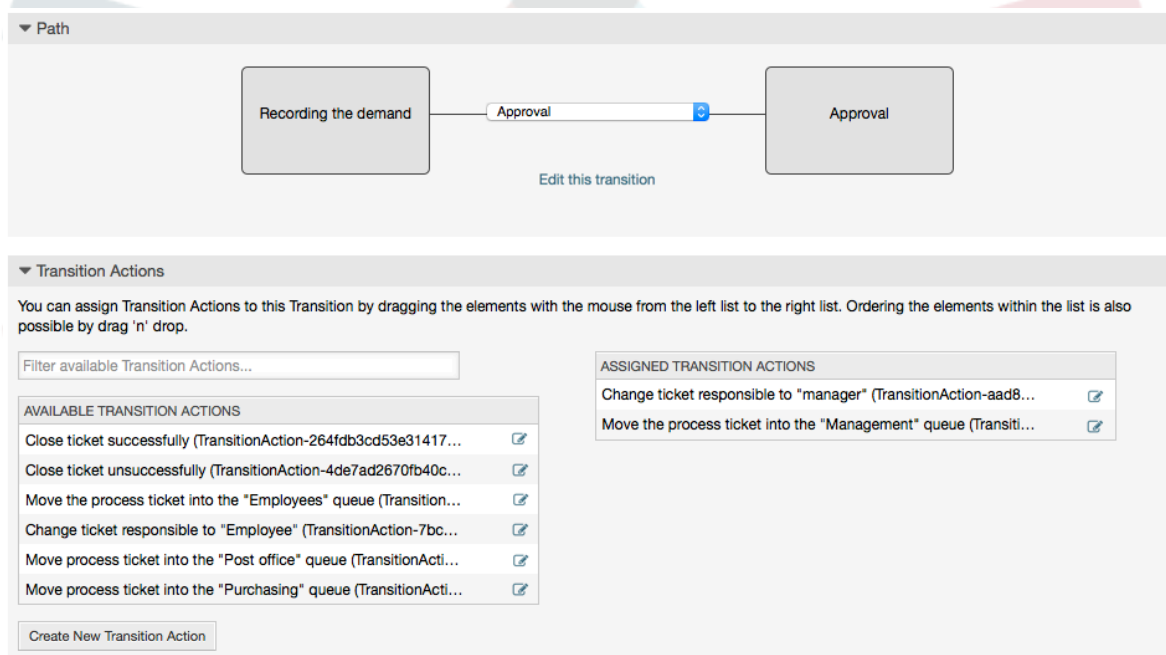 Path
Recording the demand
Approval
Approval
Edit this transition
Transition Actions
You can assign Transition Actions to this Transition by dragging the elements with the mouse from the left list to the right list. Ordering the elements within the list is also
possible by drag 'n' drop.
Filter available Transition Actions...
AVAILABLE TRANSITION ACTIONS
Close ticket successfully (TransitionAction-264fdb3cd53e31417...
Close ticket unsuccessfully (TransitionAction-4de7ad2670fb40c...
Move the process ticket into the "Employees" queue (Transition...
Change ticket responsible to "Employee" (TransitionAction-7bc...
Move process ticket into the "Post office" queue (TransitionActi...
Move process ticket into the "Purchasing" queue (TransitionActi...
Create New Transition Action
ASSIGNED TRANSITION ACTIONS
Change ticket responsible to "manager" (TransitionAction-aad8...
Move the process ticket into the "Management" queue (Transiti...